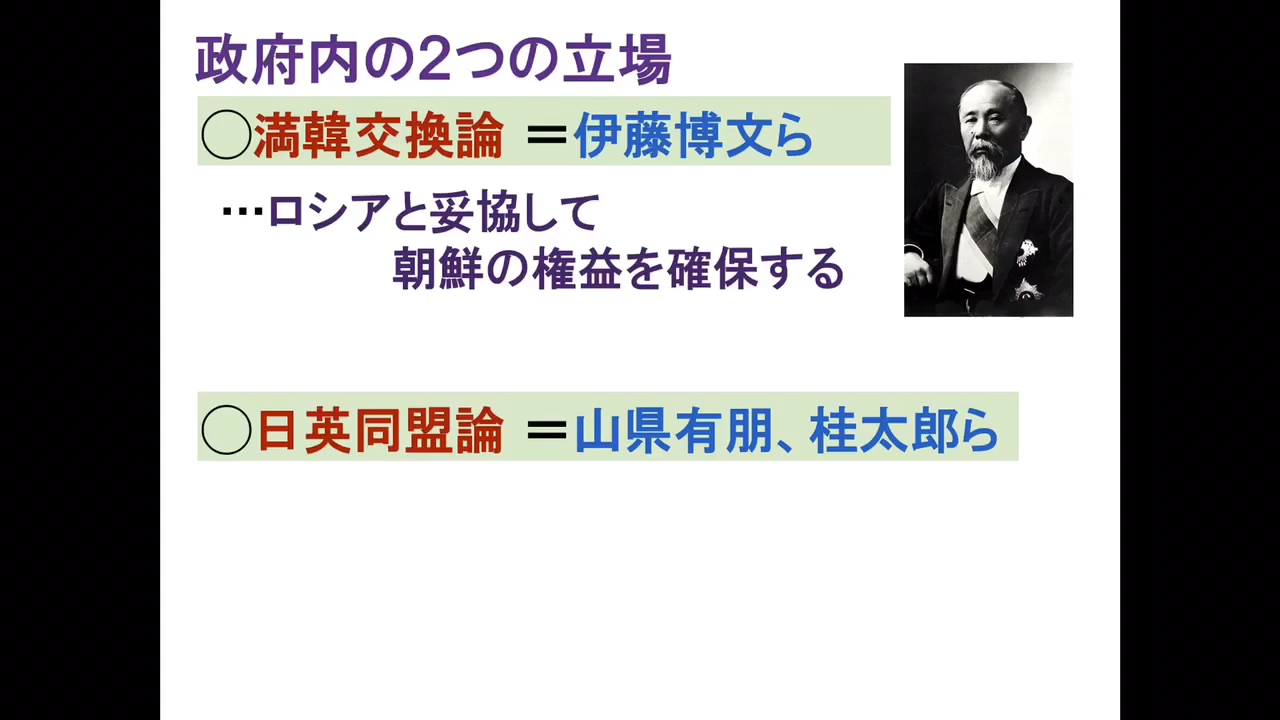 政府内の2つの立場
○満韓交換論 ＝伊藤博文ら
…ロシアと妥協して
朝鮮の権益を確保する
○日英同盟論 ＝山県有朋、桂太郎ら